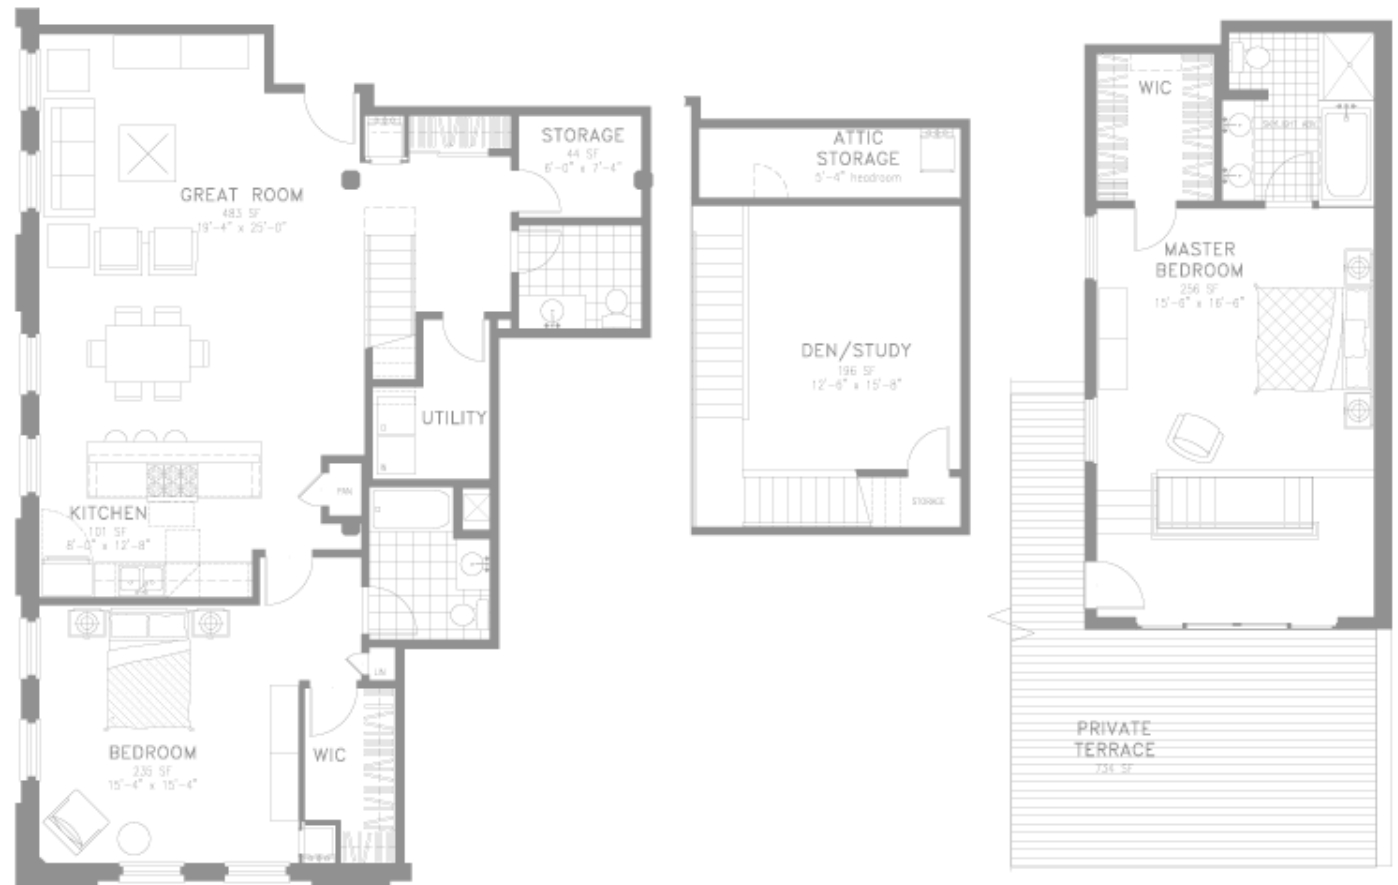 GREAT ROOM
483 SF
19'-4" x 25'-0"
STORAGE
44 SF
6'-0" x 7'-4"
UTILITY
PAN
KITCHEN
101 SF
8'-0" x 12'-8"
LIN
BEDROOM
235 SF
15'-4" x 15'-4"
WIC
ATTIC
STORAGE
5'-4" headroom
DEN/STUDY
196 SF
12'-6" x 15'-8"
STORAGE
WIC
MASTER
BEDROOM
256 SF
15'-6" x 16'-6"
PRIVATE
TERRACE
734 SF